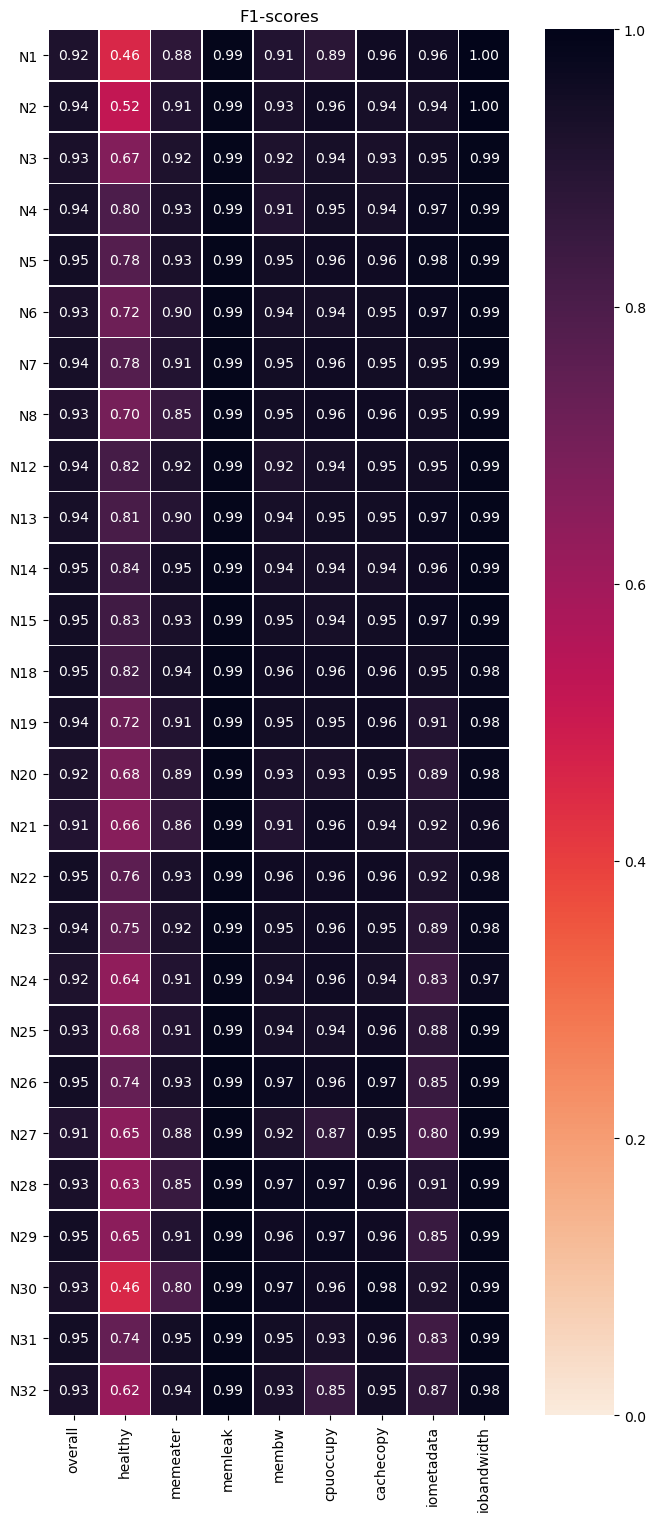 F1-scores
N1 0.92 0.46 0.88 0.99 0.91 0.89 0.96 0.96 1.00
N2 0.94 0.52 0.91 0.99 0.93 0.96 0.94 0.94 1.00
N3 0.93 0.67 0.92 0.99 0.92 0.94 0.93 0.95 0.99
N4 0.94 0.80 0.93 0.99 0.91 0.95 0.94 0.97 0.99
N5 0.95 0.78 0.93 0.99 0.95 0.96 0.96 0.98 0.99
N6 0.93 0.72 0.90 0.99 0.94 0.94 0.95 0.97 0.99
N7 0.94 0.78 0.91 0.99 0.95 0.96 0.95 0.95 0.99
N8 0.93 0.70 0.85 0.99 0.95 0.96 0.96 0.95 0.99
N12 0.94 0.82 0.92 0.99 0.92 0.94 0.95 0.95 0.99
N13 0.94 0.81 0.90 0.99 0.94 0.95 0.95 0.97 0.99
N14 0.95 0.84 0.95 0.99 0.94 0.94 0.94 0.96 0.99
N15 0.95 0.83 0.93 0.99 0.95 0.94 0.95 0.97 0.99
N18 0.95 0.82 0.94 0.99 0.96 0.96 0.96 0.95 0.98
N19 0.94 0.72 0.91 0.99 0.95 0.95 0.96 0.91 0.98
N20 0.92 0.68 0.89 0.99 0.93 0.93 0.95 0.89 0.98
N21 0.91 0.66 0.86 0.99 0.91 0.96 0.94 0.92 0.96
N22 0.95 0.76 0.93 0.99 0.96 0.96 0.96 0.92 0.98
N23 0.94 0.75 0.92 0.99 0.95 0.96 0.95 0.89 0.98
N24 0.92 0.64 0.91 0.99 0.94 0.96 0.94 0.83 0.97
N25 0.93 0.68 0.91 0.99 0.94 0.94 0.96 0.88 0.99
N26 0.95 0.74 0.93 0.99 0.97 0.96 0.97 0.85 0.99
N27 0.91 0.65 0.88 0.99 0.92 0.87 0.95 0.80 0.99
N28 0.93 0.63 0.85 0.99 0.97 0.97 0.96 0.91 0.99
N29 0.95 0.65 0.91 0.99 0.96 0.97 0.96 0.85 0.99
N30 0.93 0.46 0.80 0.99 0.97 0.96 0.98 0.92 0.99
N31 0.95 0.74 0.95 0.99 0.95 0.93 0.96 0.83 0.99
N32 0.93 0.62 0.94 0.99 0.93 0.85 0.95 0.87 0.98
overall
healthy
memeater
memleak
membw
cpuoccupy
cachecopy
iometadata
iobandwidth
1.0
0.8
0.6
0.4
0.2
0.0